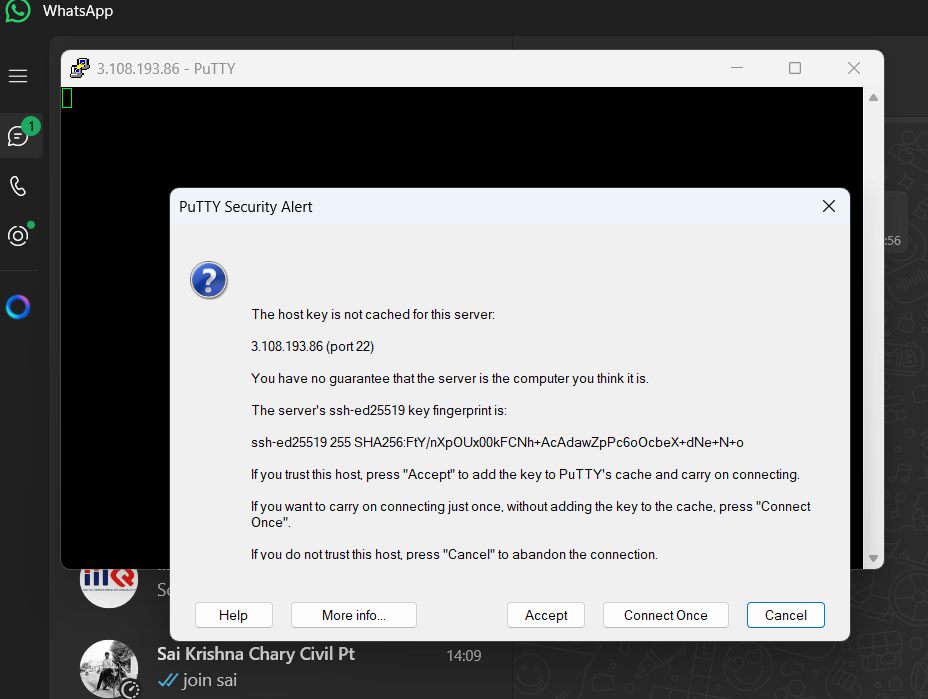 WhatsApp
3.108.193.86 - PuTTY
1
PuTTY Security Alert
:56
The host key is not cached for this server:
3.108.193.86 (port 22)
You have no guarantee that the server is the computer you think it is.
The server's ssh-ed25519 key fingerprint is:
ssh-ed25519 255 SHA256:FtY/nXpOUx00kFCNh+AcAdawZpPc6oOcbeX+dNe+N+o
If you trust this host, press "Accept" to add the key to PuTTY's cache and carry on connecting.
If you want to carry on connecting just once, without adding the key to the cache, press "Connect
Once".
If you do not trust this host, press "Cancel" to abandon the connection.
Help
More info...
Accept
Connect Once
Cancel
Sai Krishna Chary Civil Pt
14:09
join sai